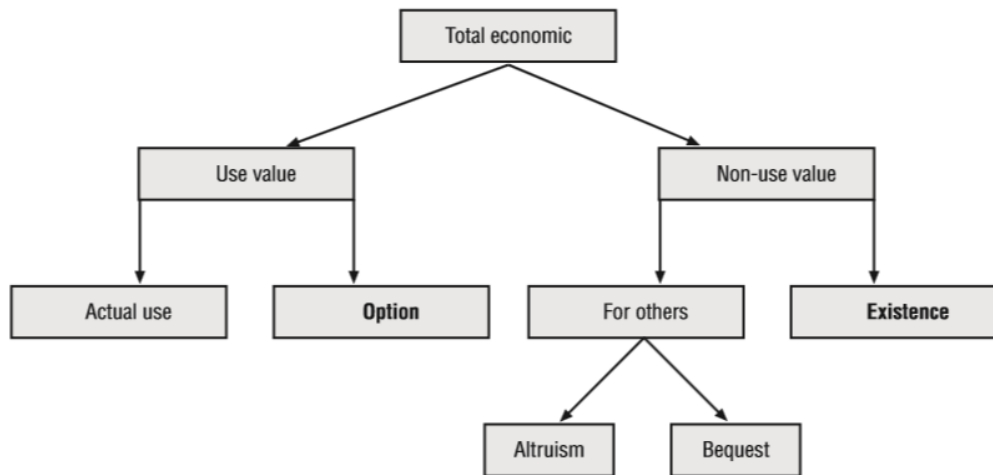 Total economic
Use value
Non-use value
Actual use
Option
For others
Existence
Altruism
Bequest